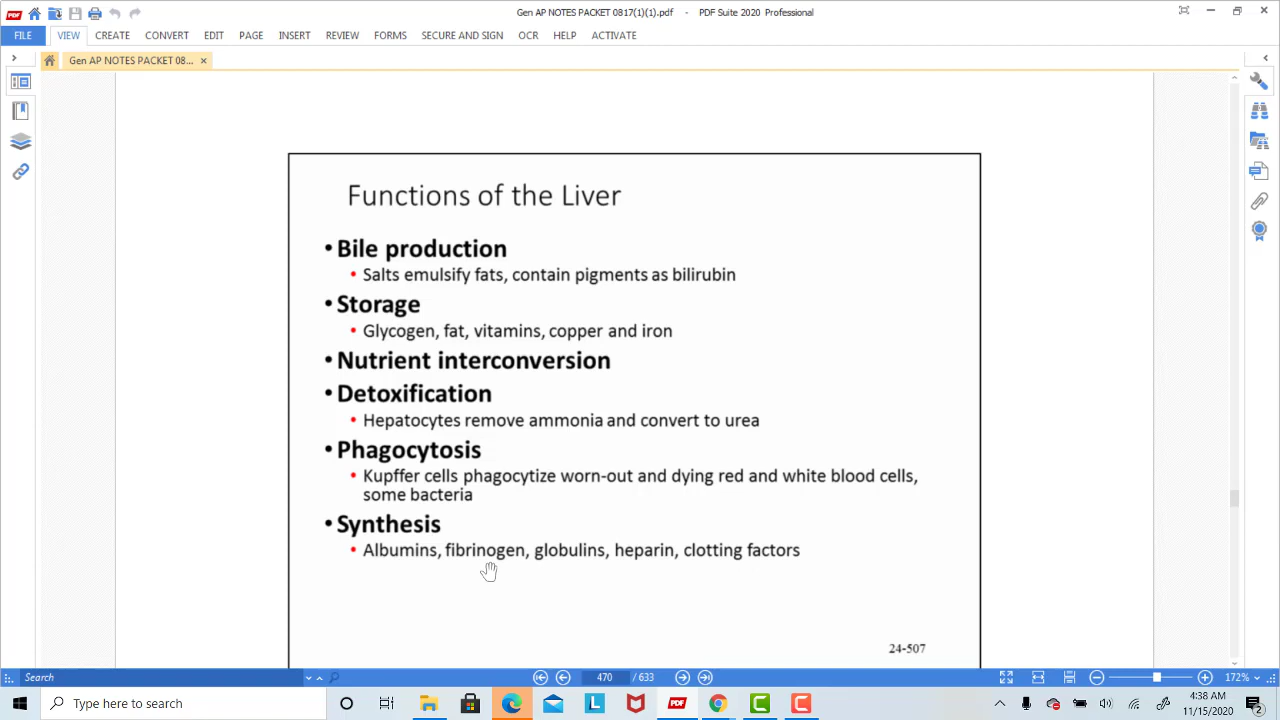 Gen AP NOTES PACKET 0817(1)(1).pdf - PDF Suite 2020 Professional
FILE VIEW CREATE CONVERT EDIT PAGE INSERT REVIEW FORMS SECURE AND SIGN OCR HELP ACTIVATE
Gen AP NOTES PACKET 08... ×
Functions of the Liver
• Bile production
• Salts emulsify fats, contain pigments as bilirubin
• Storage
• Glycogen, fat, vitamins, copper and iron
• Nutrient interconversion
• Detoxification
• Hepatocytes remove ammonia and convert to urea
• Phagocytosis
• Kupffer cells phagocytize worn-out and dying red and white blood cells,
some bacteria
• Synthesis
• Albumins, fibrinogen, globulins, heparin, clotting factors
24-507
Search 470 / 633 172%
Type here to search 4:38 AM
11/15/2020 2